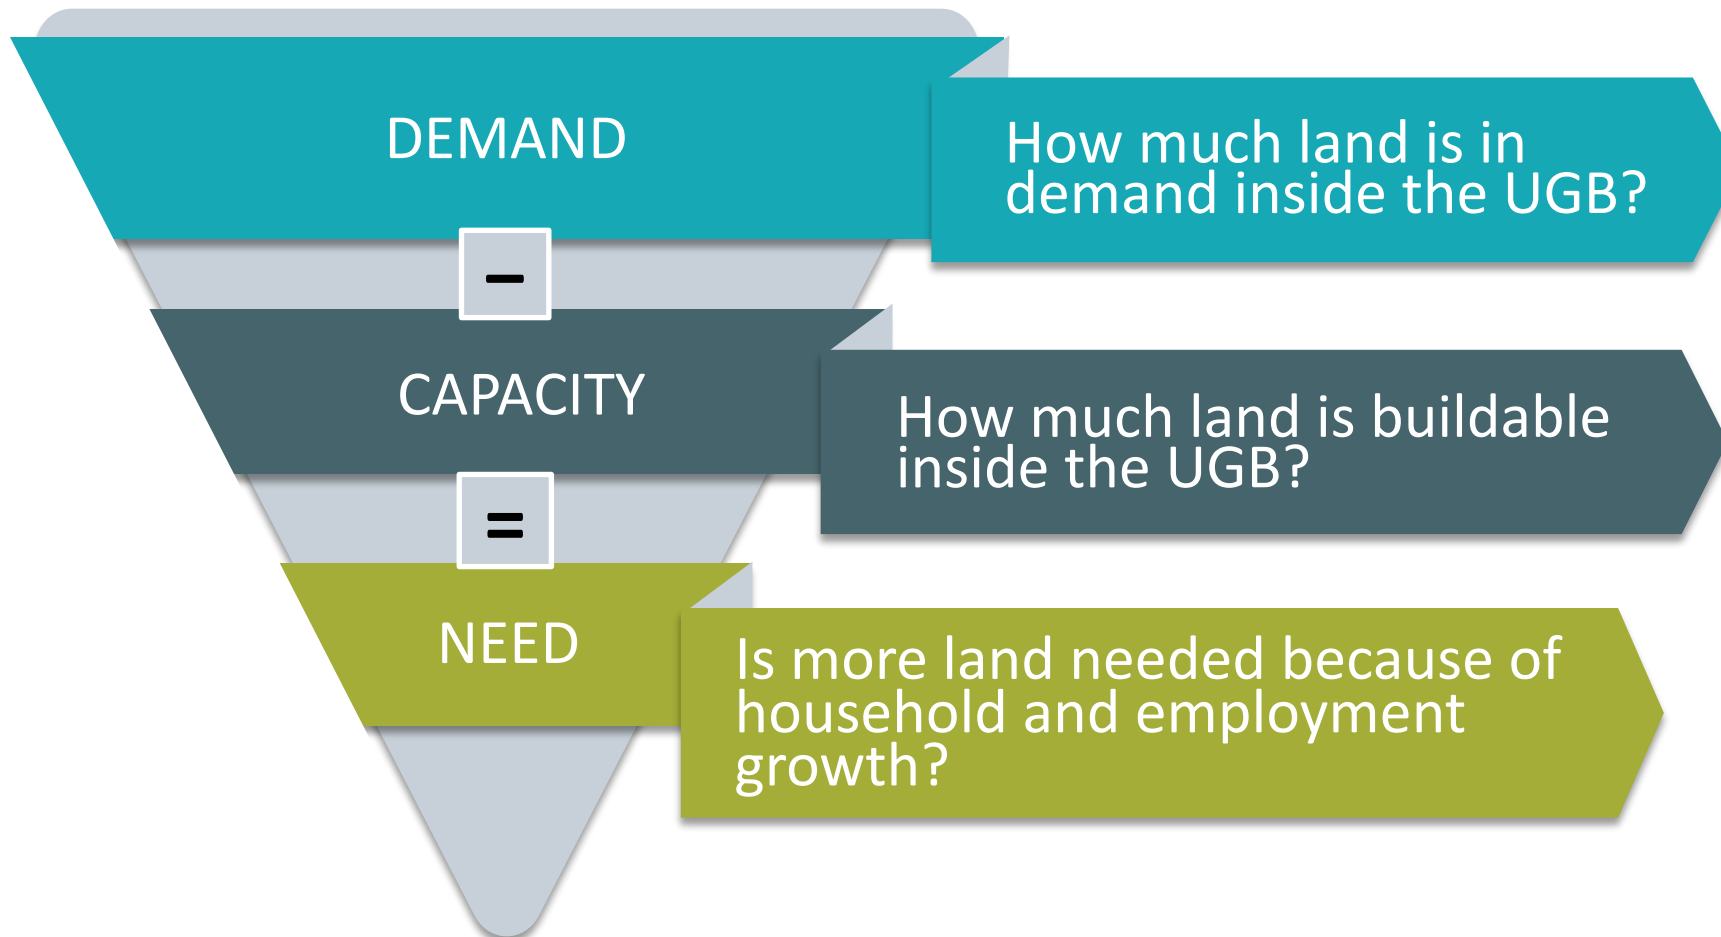 DEMAND
How much land is in
demand inside the UGB?
–
CAPACITY
How much land is buildable
inside the UGB?
=
NEED
Is more land needed because of
household and employment
growth?